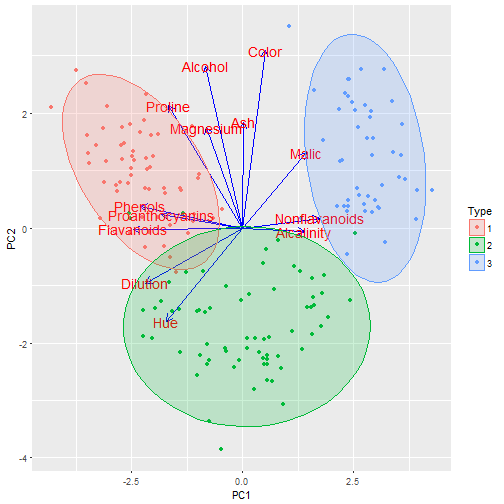 Color
Alcohol
Proline
Magnesium
Ash
Malic
Phenols
Proanthocyanins
Nonflavanoids
Flavanoids
Alcalinity
Dilution
Hue
2
0
-2
-4
PC2
-2.5
0.0
2.5
PC1
Type
1
2
3